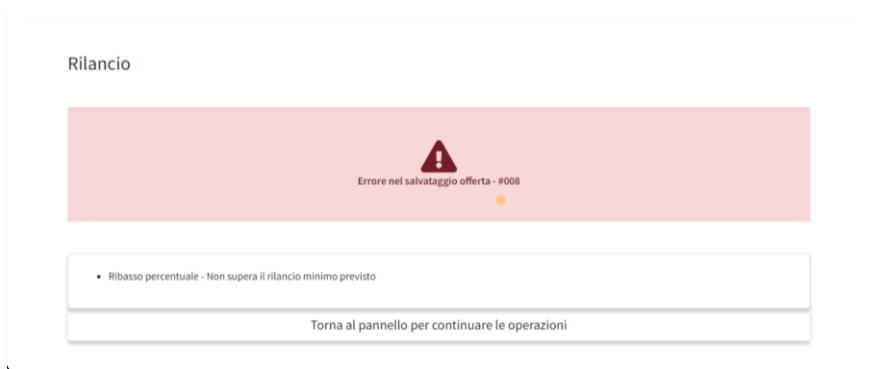 Rilancio
Errore nel salvataggio offerta - #008
Ribasso percentuale - Non supera il rilancio minimo previsto
Torna al pannello per continuare le operazioni